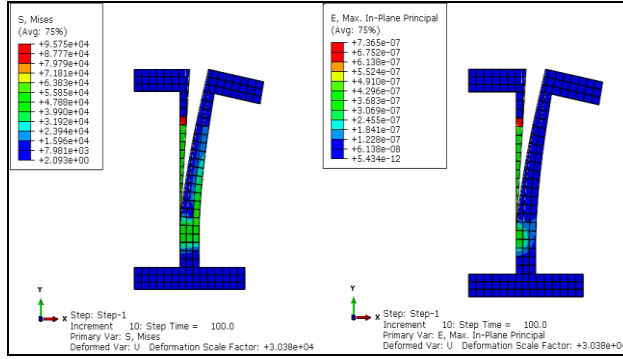 S, Mises
(Avg: 75%)
+9.575e+04
+8.777e+04
+7.979e+04
+7.181e+04
+6.383e+04
+5.585e+04
+4.788e+04
+3.990e+04
+3.192e+04
+2.394e+04
+1.596e+04
+7.981e+03
+2.093e+00
Y
X
Step: Step-1
Increment 10: Step Time = 100.0
Primary Var: S, Mises
Deformed Var: U Deformation Scale Factor: +3.038e+04
E, Max. In-Plane Principal
(Avg: 75%)
+7.365e-07
+6.752e-07
+6.138e-07
+5.524e-07
+4.910e-07
+4.296e-07
+3.683e-07
+3.069e-07
+2.455e-07
+1.841e-07
+1.228e-07
+6.138e-08
+5.434e-12
Y
X
Step: Step-1
Increment 10: Step Time = 100.0
Primary Var: E, Max. In-Plane Principal
Deformed Var: U Deformation Scale Factor: +3.038e+04